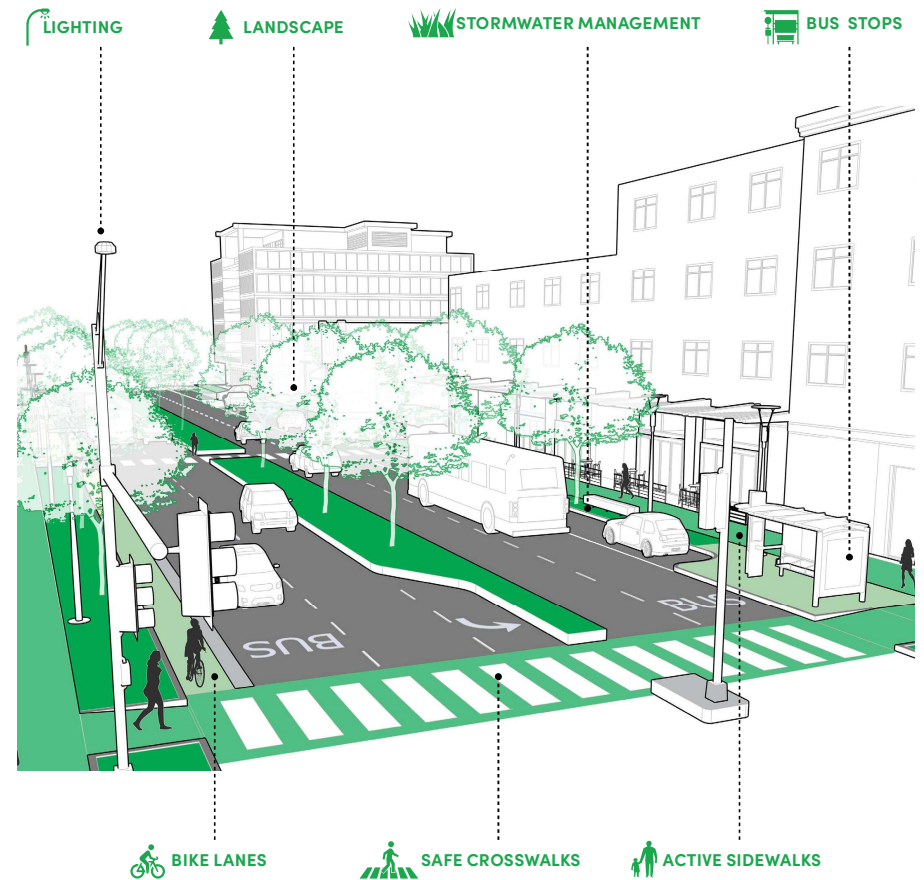 LIGHTING
LANDSCAPE
STORMWATER MANAGEMENT
BUS STOPS
BUS
BUS
BIKE LANES
SAFE CROSSWALKS
ACTIVE SIDEWALKS